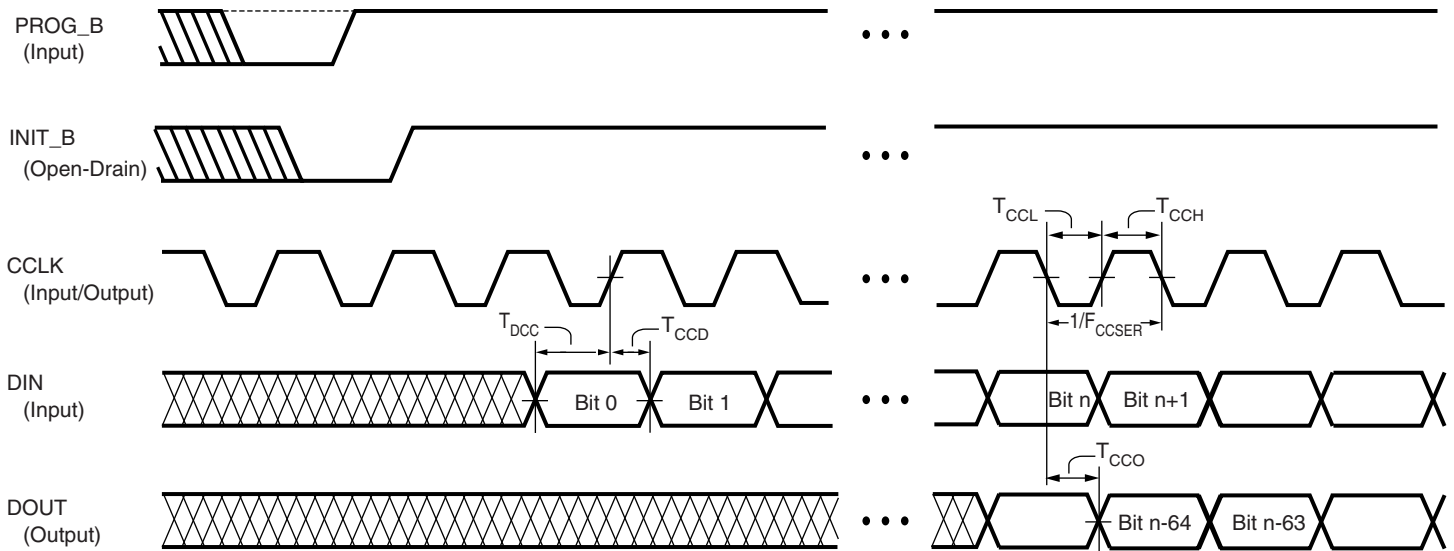 PROG_B
(Input)
• • •
INIT_B
(Open-Drain)
• • •
T_CCL
T_CCH
CCLK
(Input/Output)
• • •
T_DCC
T_CCD
1/F_CCSER
DIN
(Input)
Bit 0
Bit 1
• • •
Bit n
Bit n+1
T_CCO
DOUT
(Output)
• • •
Bit n-64
Bit n-63